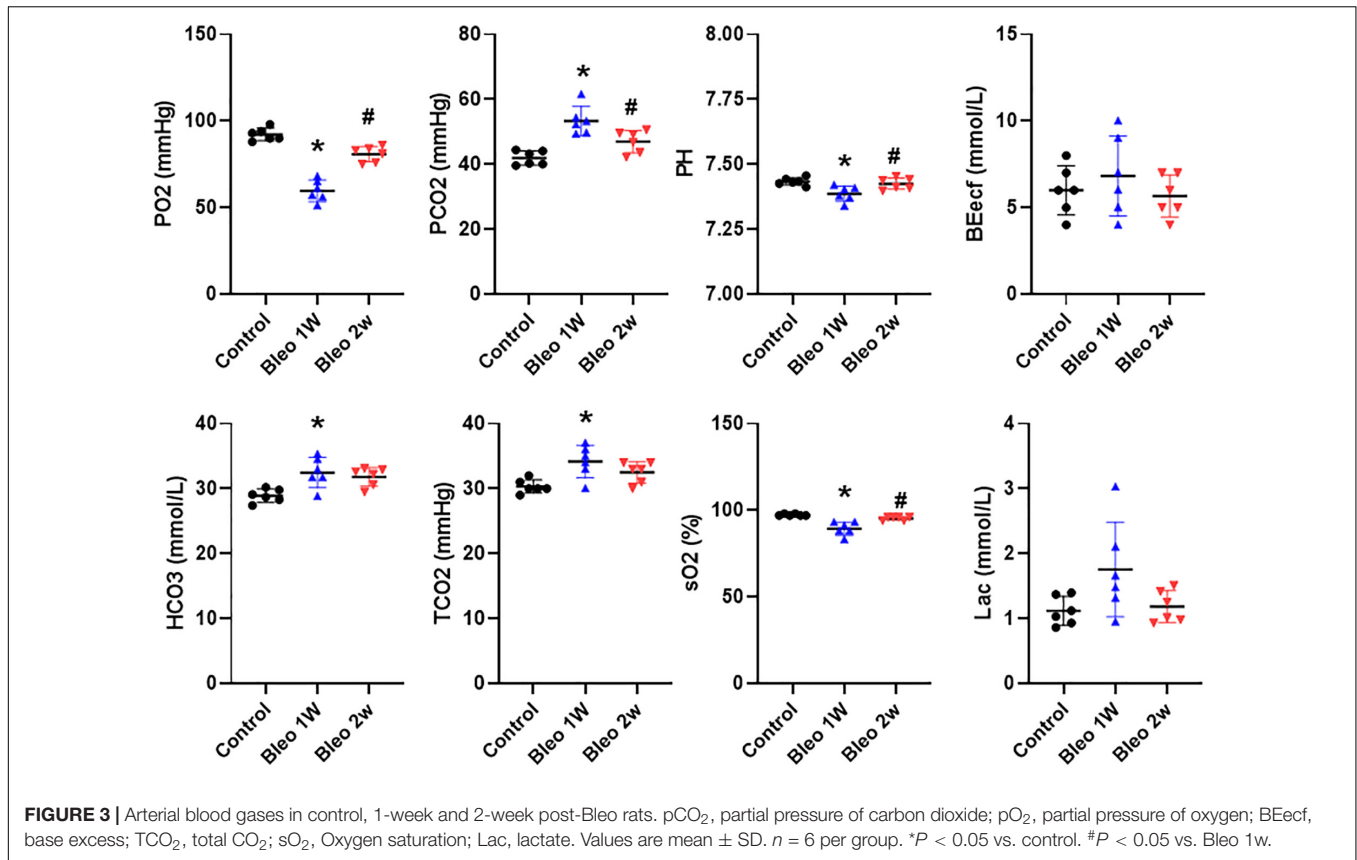 150
100
50
0
PO2 (mmHg)
*
#
Control
Bleo 1W
Bleo 2w
80
60
40
20
0
PCO2 (mmHg)
*
#
Control
Bleo 1W
Bleo 2w
8.00
7.75
7.50
7.25
7.00
PH
*
#
Control
Bleo 1W
Bleo 2w
15
10
5
0
BEecf (mmol/L)
Control
Bleo 1W
Bleo 2w
40
30
20
10
0
HCO3 (mmol/L)
*
Control
Bleo 1W
Bleo 2w
40
30
20
10
0
TCO2 (mmHg)
*
Control
Bleo 1W
Bleo 2w
100
50
0
sO2 (%)
*
#
Control
Bleo 1W
Bleo 2w
4
3
2
1
0
Lac (mmol/L)
Control
Bleo 1W
Bleo 2w
FIGURE 3 | Arterial blood gases in control, 1-week and 2-week post-Bleo rats. pCO₂, partial pressure of carbon dioxide; pO₂, partial pressure of oxygen; BEecf,
base excess; TCO₂, total CO₂; sO₂, Oxygen saturation; Lac, lactate. Values are mean ± SD. n = 6 per group. *P < 0.05 vs. control. #P < 0.05 vs. Bleo 1w.